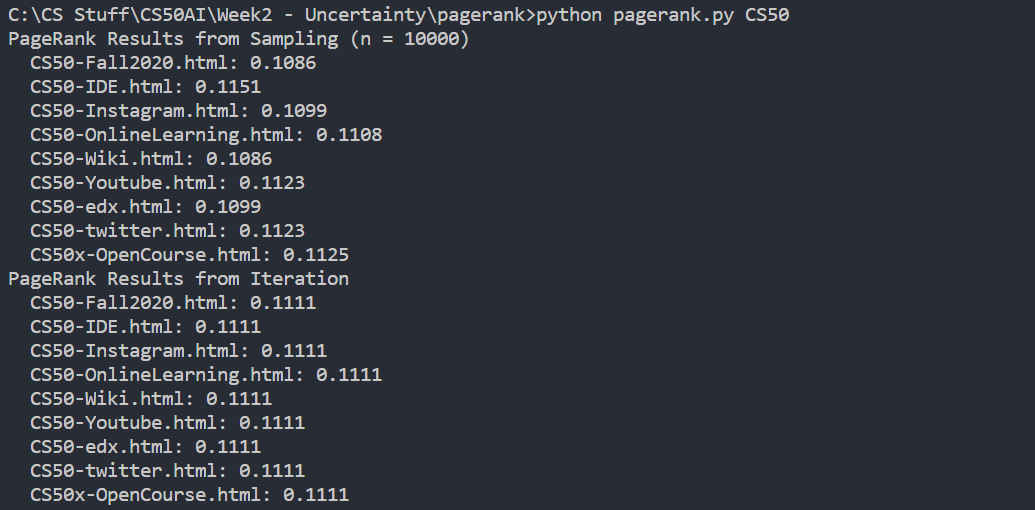 C:\CS Stuff\CS50AI\Week2 - Uncertainty\pagerank>python pagerank.py CS50
PageRank Results from Sampling (n = 10000)
  CS50-Fall2020.html: 0.1086
  CS50-IDE.html: 0.1151
  CS50-Instagram.html: 0.1099
  CS50-OnlineLearning.html: 0.1108
  CS50-Wiki.html: 0.1086
  CS50-Youtube.html: 0.1123
  CS50-edx.html: 0.1099
  CS50-twitter.html: 0.1123
  CS50x-OpenCourse.html: 0.1125
PageRank Results from Iteration
  CS50-Fall2020.html: 0.1111
  CS50-IDE.html: 0.1111
  CS50-Instagram.html: 0.1111
  CS50-OnlineLearning.html: 0.1111
  CS50-Wiki.html: 0.1111
  CS50-Youtube.html: 0.1111
  CS50-edx.html: 0.1111
  CS50-twitter.html: 0.1111
  CS50x-OpenCourse.html: 0.1111